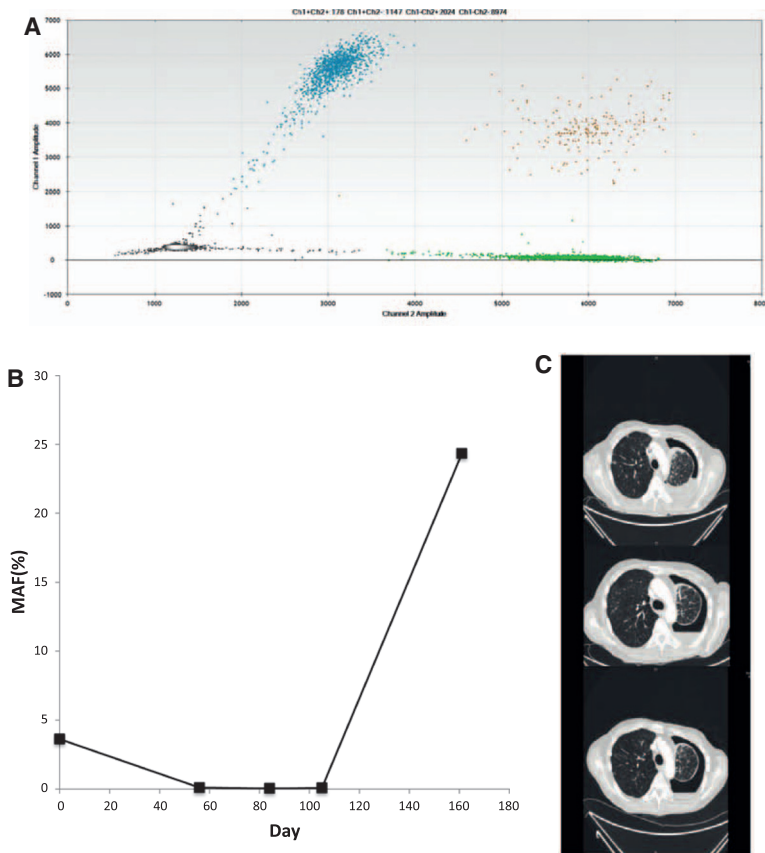 A
Ch1+Ch2+ 178 Ch1+Ch2- 1147 Ch1-Ch2+2024 Ch1-Ch2-8974
Channel 1 Amplitude
7000
6000
5000
4000
3000
2000
1000
0
-1000
0 1000 2000 3000 4000 5000 6000 7000 8000
Channel 2 Amplitude
B
MAF(%)
30
25
20
15
10
5
0
0 20 40 60 80 100 120 140 160 180
Day
C